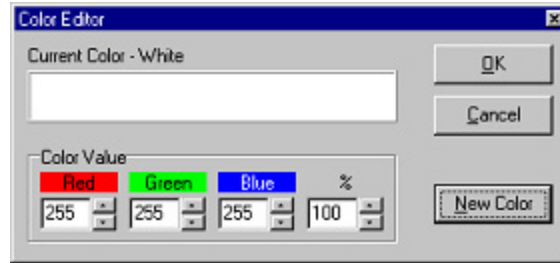 Color Editor
Current Color - White
OK
Cancel
Color Value
Red Green Blue %
255 255 255 100
New Color